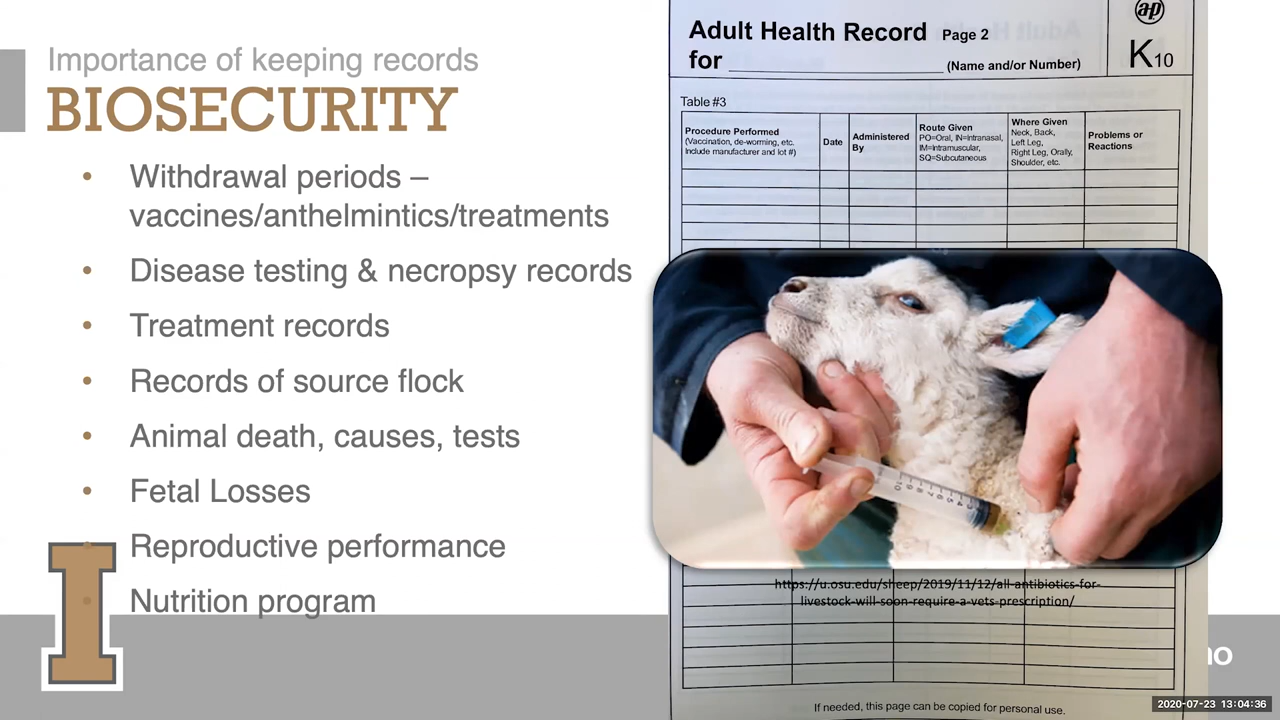 Importance of keeping records
BIOSECURITY
• Withdrawal periods –
vaccines/anthelmintics/treatments
• Disease testing & necropsy records
• Treatment records
• Records of source flock
• Animal death, causes, tests
• Fetal Losses
• Reproductive performance
• Nutrition program
I
Adult Health Record Page 2
for (Name and/or Number)
ap
K10
Table #3
Procedure Performed
(Vaccination, de-worming, etc.
Include manufacturer and lot #)
Date
Administered
By
Route Given
PO=Oral, IN=Intranasal,
IM=Intramuscular,
SQ=Subcutaneous
Where Given
Neck, Back,
Left Leg,
Right Leg, Orally,
Shoulder, etc.
Problems or
Reactions
https://u.osu.edu/sheep/2019/11/12/all-antibiotics-for-
livestock-will-soon-require-a-vets-prescription/
If needed, this page can be copied for personal use.
2020-07-23 13:04:36